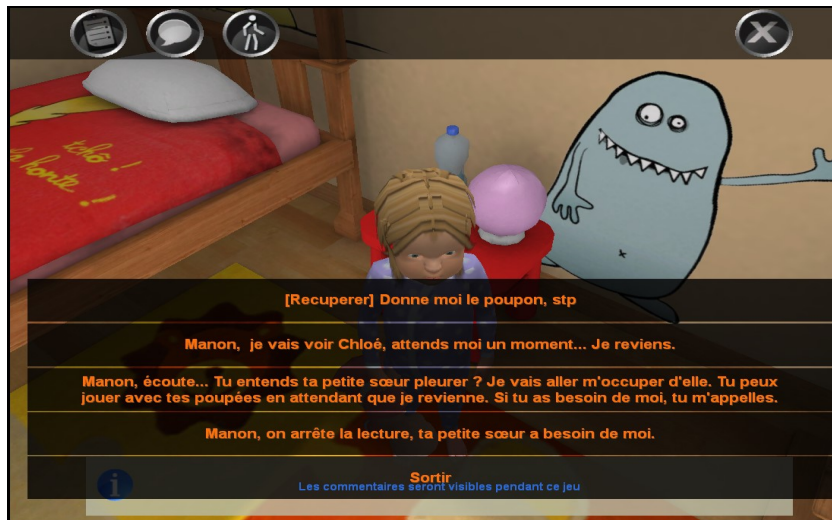 tchô !
la honte !
[Recuperer] Donne moi le poupon, stp
Manon, je vais voir Chloé, attends moi un moment... Je reviens.
Manon, écoute... Tu entends ta petite sœur pleurer ? Je vais aller m'occuper d'elle. Tu peux
jouer avec tes poupées en attendant que je revienne. Si tu as besoin de moi, tu m'appelles.
Manon, on arrête la lecture, ta petite sœur a besoin de moi.
Sortir
Les commentaires seront visibles pendant ce jeu